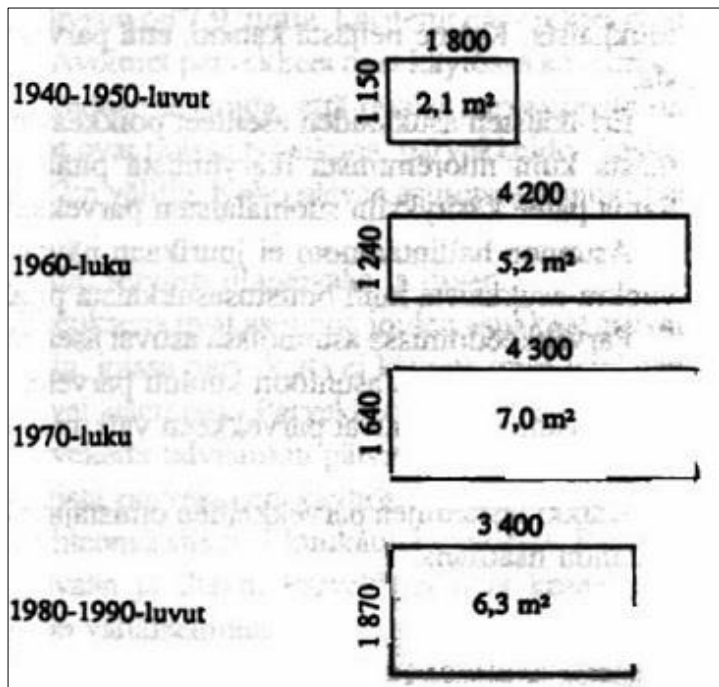 1 800
1940-1950-luvut
1 150
2,1 m²
4 200
1960-luku
1 240
5,2 m²
4 300
1970-luku
1 640
7,0 m²
3 400
1980-1990-luvut
1 870
6,3 m²